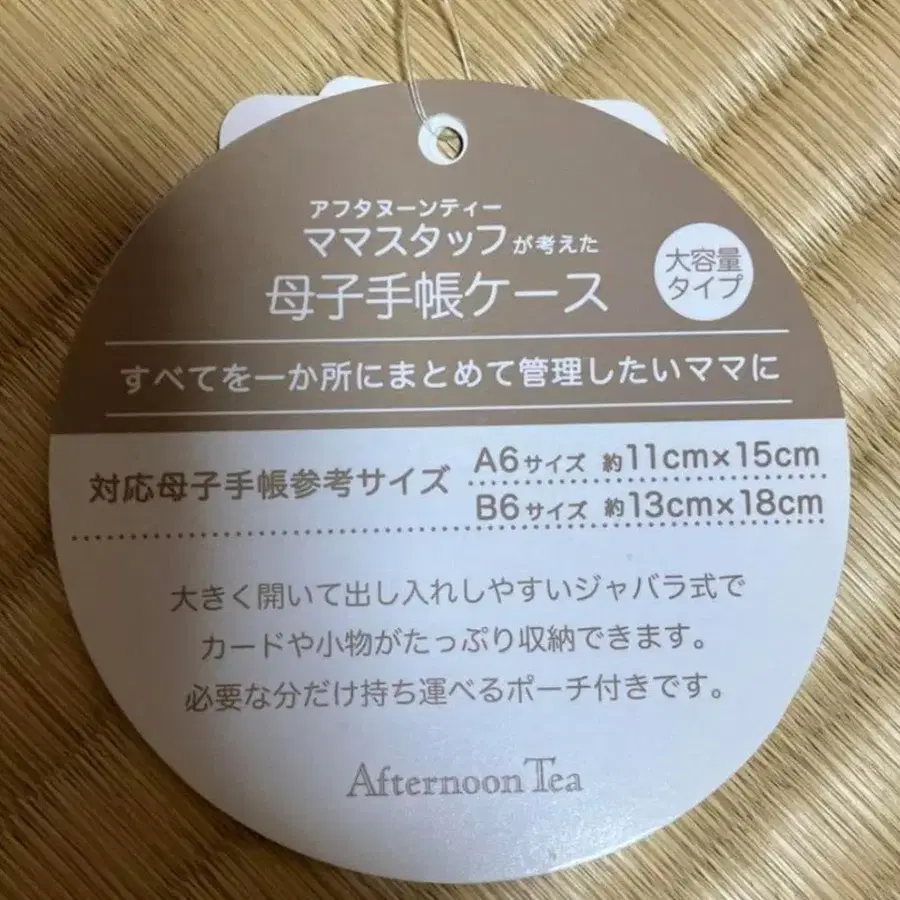 アフタヌーンティー
ママスタッフが考えた
母子手帳ケース
大容量
タイプ
すべてを一か所にまとめて管理したいママに
対応母子手帳参考サイズ
A6サイズ 約11cm×15cm
B6サイズ 約13cm×18cm
大きく開いて出し入れしやすいジャバラ式で
カードや小物がたっぷり収納できます。
必要な分だけ持ち運べるポーチ付きです。
Afternoon Tea